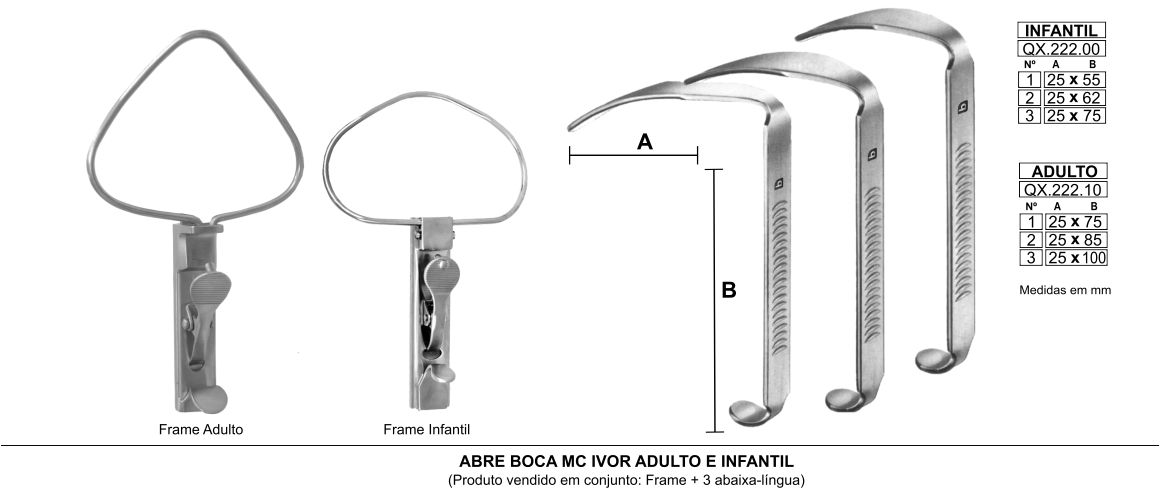 INFANTIL
QX.222.00
Nº A B
1 25 x 55
2 25 x 62
3 25 x 75
A
ADULTO
QX.222.10
Nº A B
1 25 x 75
2 25 x 85
3 25 x 100
B
Medidas em mm
Frame Adulto
Frame Infantil
ABRE BOCA MC IVOR ADULTO E INFANTIL
(Produto vendido em conjunto: Frame + 3 abaixa-língua)